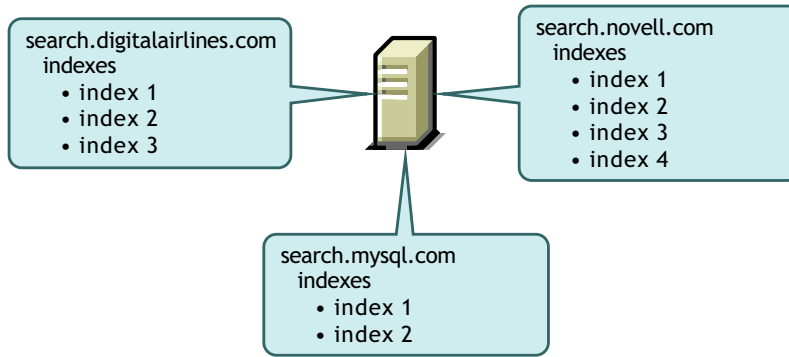 search.digitalairlines.com
indexes
• index 1
• index 2
• index 3
search.novell.com
indexes
• index 1
• index 2
• index 3
• index 4
search.mysql.com
indexes
• index 1
• index 2